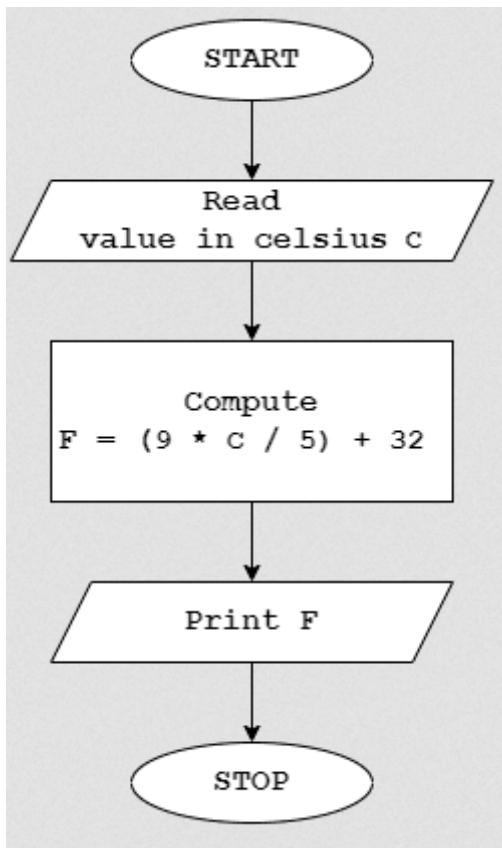 START
Read
value in celsius C
Compute
F = (9 * C / 5) + 32
Print F
STOP